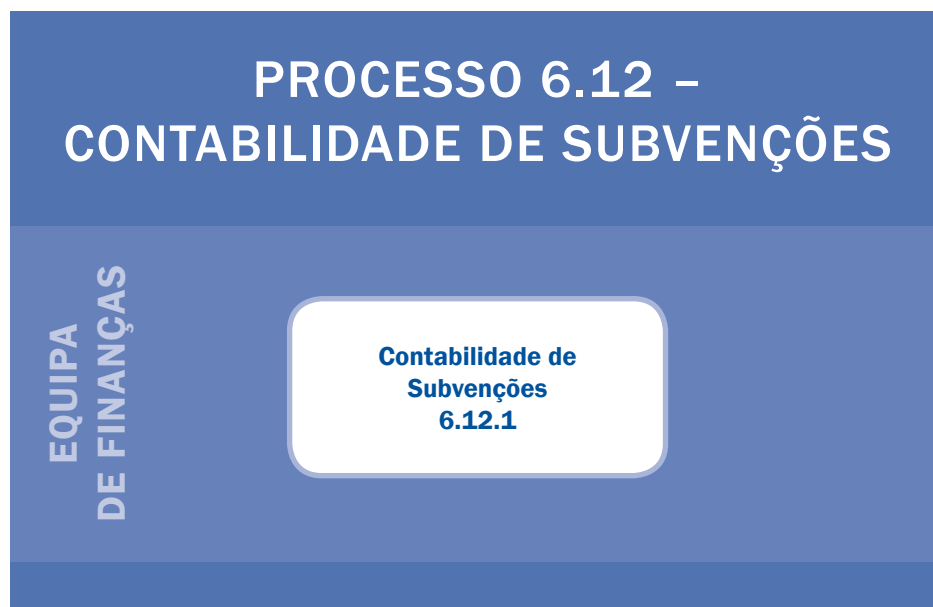 PROCESSO 6.12 –
CONTABILIDADE DE SUBVENÇÕES
EQUIPA
DE FINANÇAS
Contabilidade de
Subvenções
6.12.1